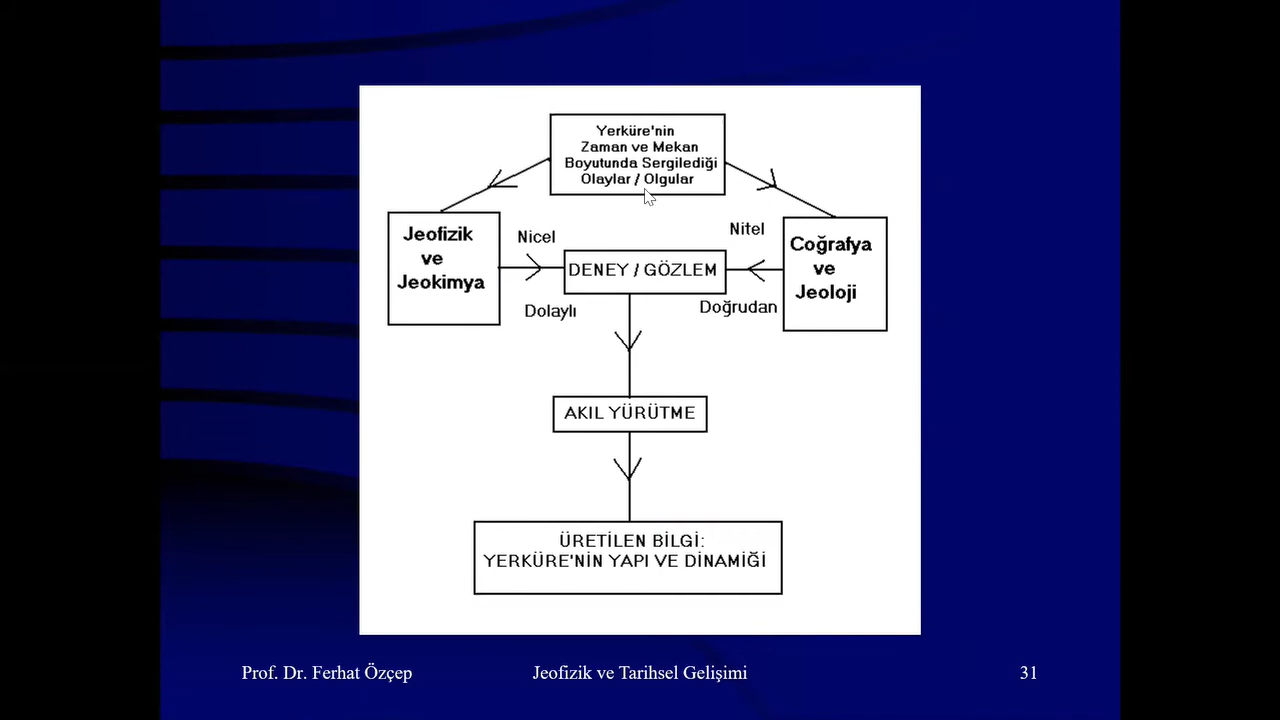 Yerküre'nin
Zaman ve Mekan
Boyutunda Sergilediği
Olaylar / Olgular
Jeofizik
ve
Jeokimya
Nicel
Dolaylı
DENEY / GÖZLEM
Nitel
Doğrudan
Coğrafya
ve
Jeoloji
AKIL YÜRÜTME
ÜRETİLEN BİLGİ:
YERKÜRE'NİN YAPI VE DİNAMİĞİ
Prof. Dr. Ferhat Özçep
Jeofizik ve Tarihsel Gelişimi
31